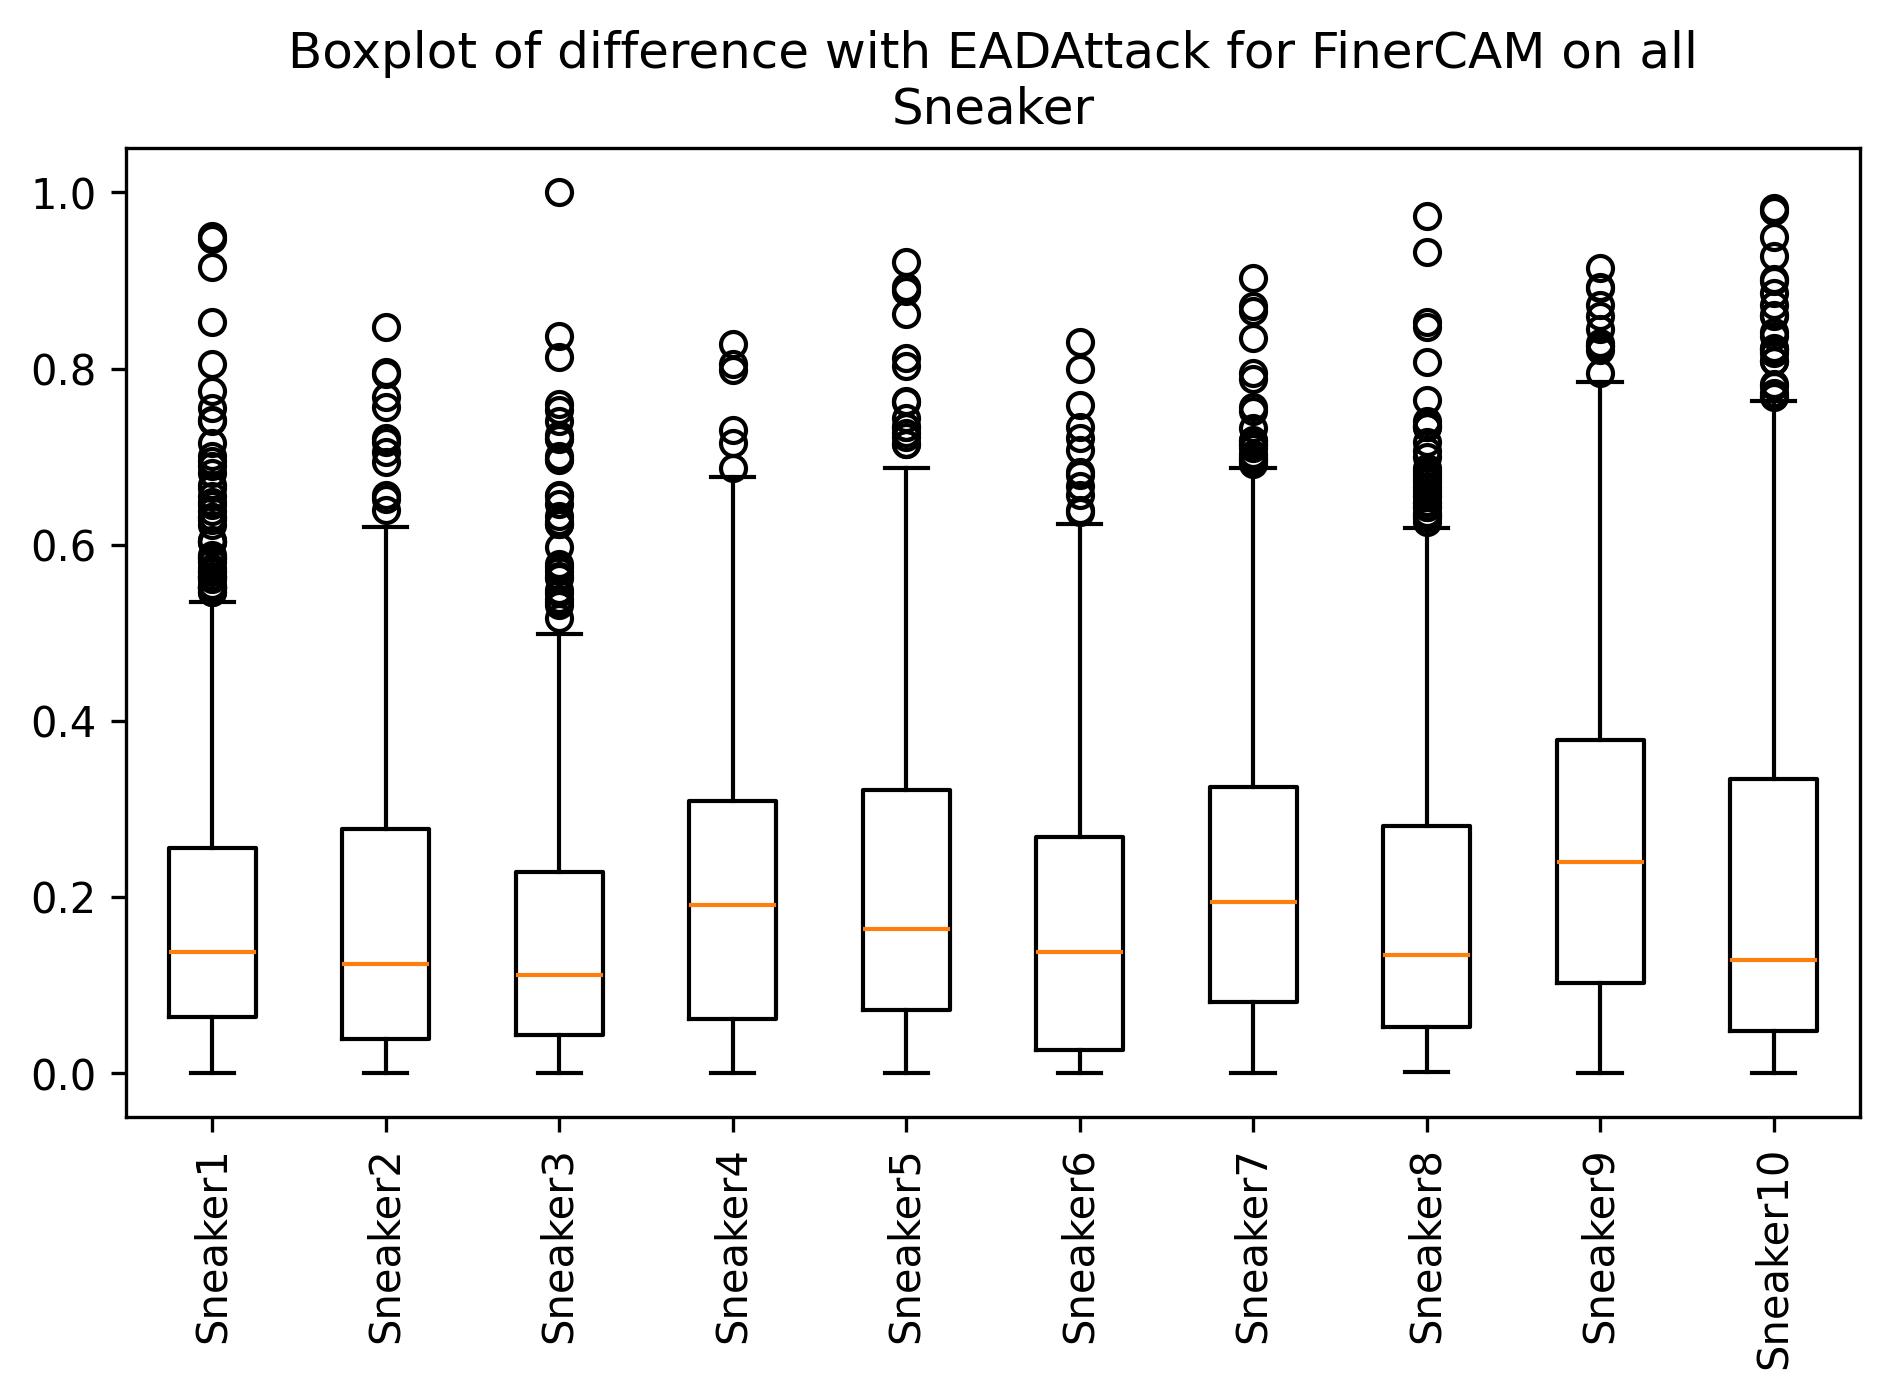 Boxplot of difference with EADAttack for FinerCAM on all
Sneaker
1.0
0.8
0.6
0.4
0.2
0.0
Sneaker1
Sneaker2
Sneaker3
Sneaker4
Sneaker5
Sneaker6
Sneaker7
Sneaker8
Sneaker9
Sneaker10